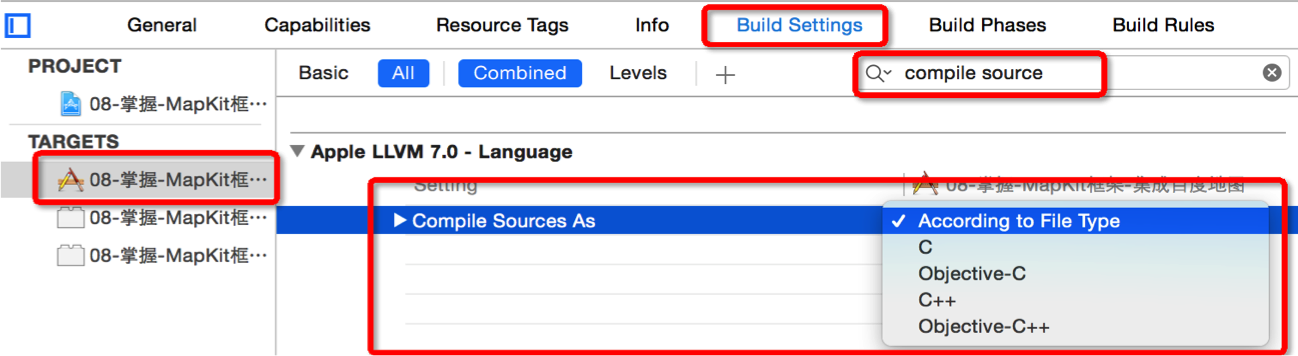 General Capabilities Resource Tags Info Build Settings Build Phases Build Rules
PROJECT
08-掌握-MapKit框…
TARGETS
08-掌握-MapKit框…
08-掌握-MapKit框…
08-掌握-MapKit框…
Basic All Combined Levels + compile source
Apple LLVM 7.0 - Language
Setting 08-掌握-MapKit框架-集成百度地图
Compile Sources As According to File Type
C
Objective-C
C++
Objective-C++